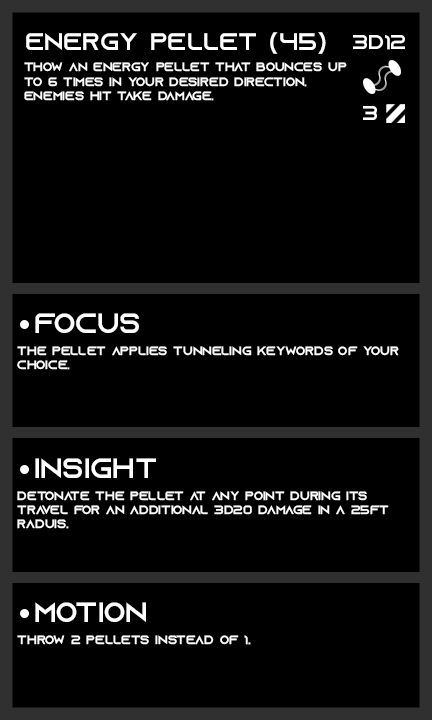 ENERGY PELLET (45) 3D12
THOW AN ENERGY PELLET THAT BOUNCES UP
TO 6 TIMES IN YOUR DESIRED DIRECTION.
ENEMIES HIT TAKE DAMAGE.
3
•FOCUS
THE PELLET APPLIES TUNNELING KEYWORDS OF YOUR
CHOICE.
•INSIGHT
DETONATE THE PELLET AT ANY POINT DURING ITS
TRAVEL FOR AN ADDITIONAL 3D20 DAMAGE IN A 25FT
RADUIS.
•MOTION
THROW 2 PELLETS INSTEAD OF 1.